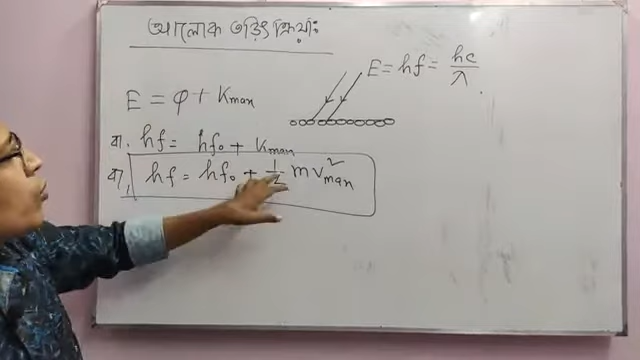 আলোক তড়িৎ ক্রিয়াঃ
E = hf = hc/λ
E = φ + Kmax
বা, hf = hf₀ + Kmax
বা, hf = hf₀ + ½ mv²max